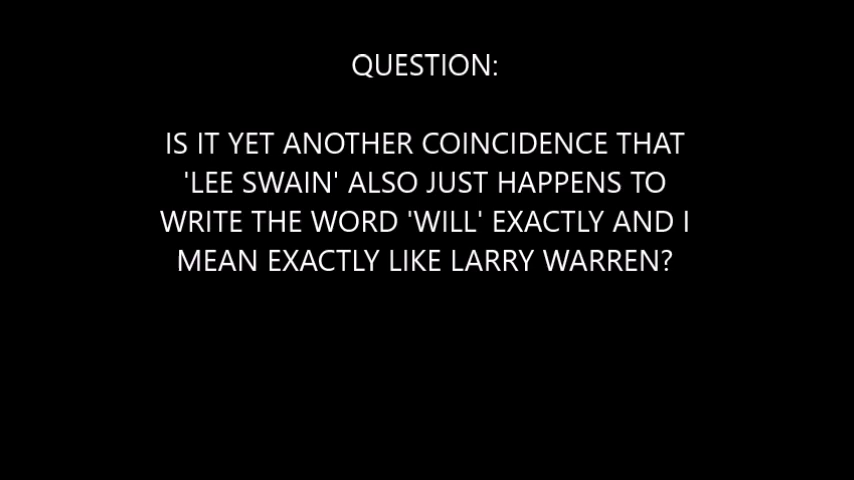 QUESTION:
IS IT YET ANOTHER COINCIDENCE THAT
'LEE SWAIN' ALSO JUST HAPPENS TO
WRITE THE WORD 'WILL' EXACTLY AND I
MEAN EXACTLY LIKE LARRY WARREN?